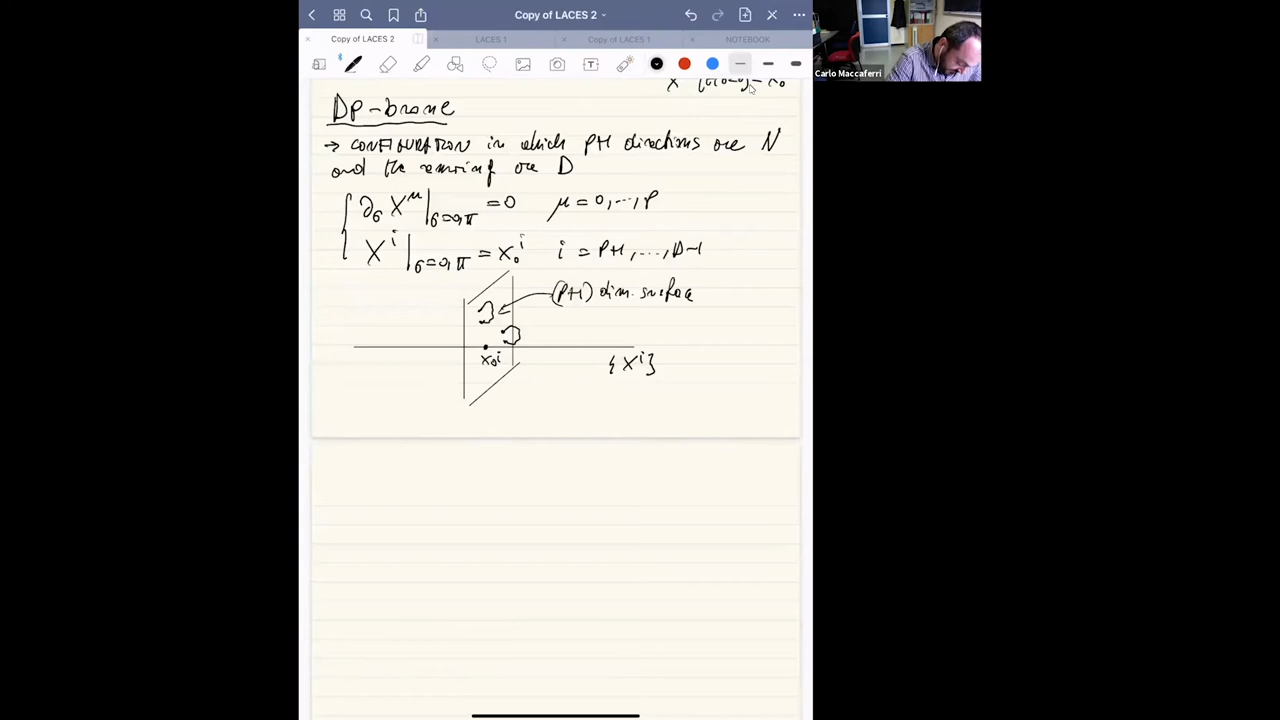 Copy of LACES 2
Copy of LACES 2
LACES 1
Copy of LACES 1
NOTEBOOK
Carlo Maccaferri
DP-brane
→ CONFIGURATION in which P+1 directions are N
and the remaining are D
∂σ X^μ |σ=0,π = 0   μ = 0, ..., P
X^i |σ=0,π = x₀^i   i = P+1, ..., D-1
(P+1) dim. surface
x₀^i
{X^i}